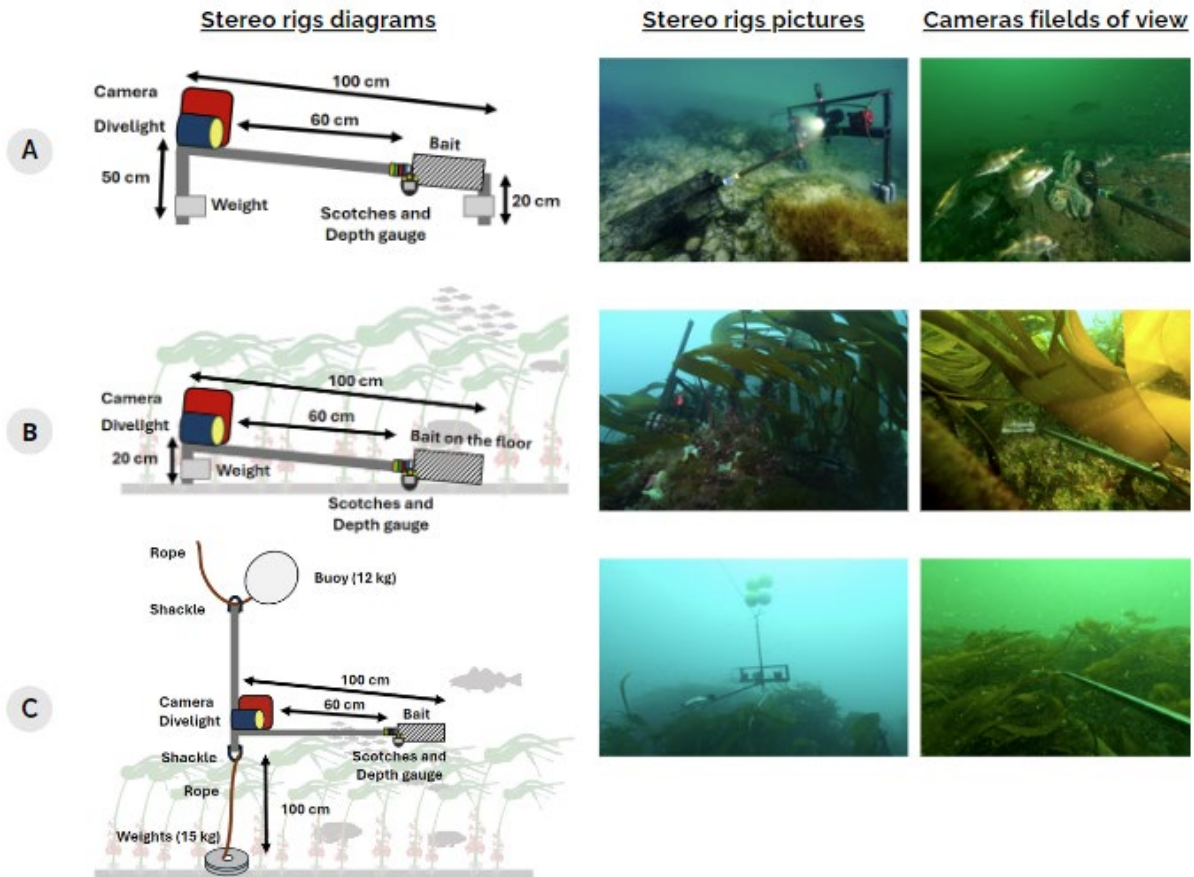 Stereo rigs diagrams
Stereo rigs pictures
Cameras filelds of view
A
100 cm
Camera
60 cm
Divelight
Bait
50 cm
Weight
20 cm
Scotches and
Depth gauge
B
100 cm
Camera
60 cm
Divelight
Bait on the floor
20 cm
Weight
Scotches and
Depth gauge
C
Rope
Buoy (12 kg)
Shackle
100 cm
Camera
60 cm
Divelight
Bait
Shackle
Scotches and
Depth gauge
Rope
100 cm
Weights (15 kg)